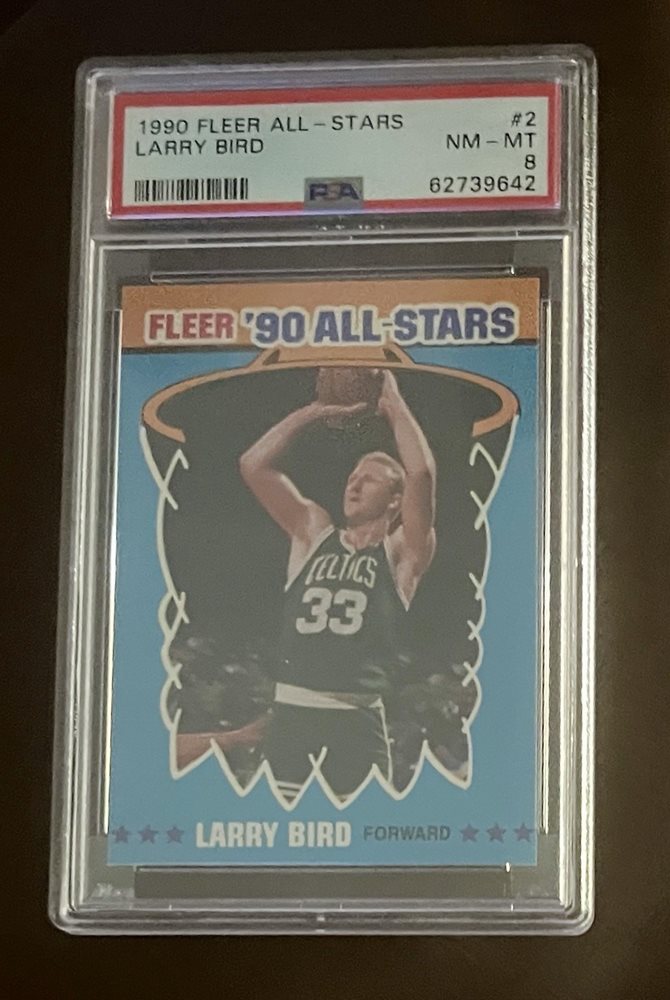 1990 FLEER ALL-STARS #2
LARRY BIRD NM-MT
8
PSA 62739642
FLEER '90 ALL-STARS
CELTICS
33
LARRY BIRD FORWARD